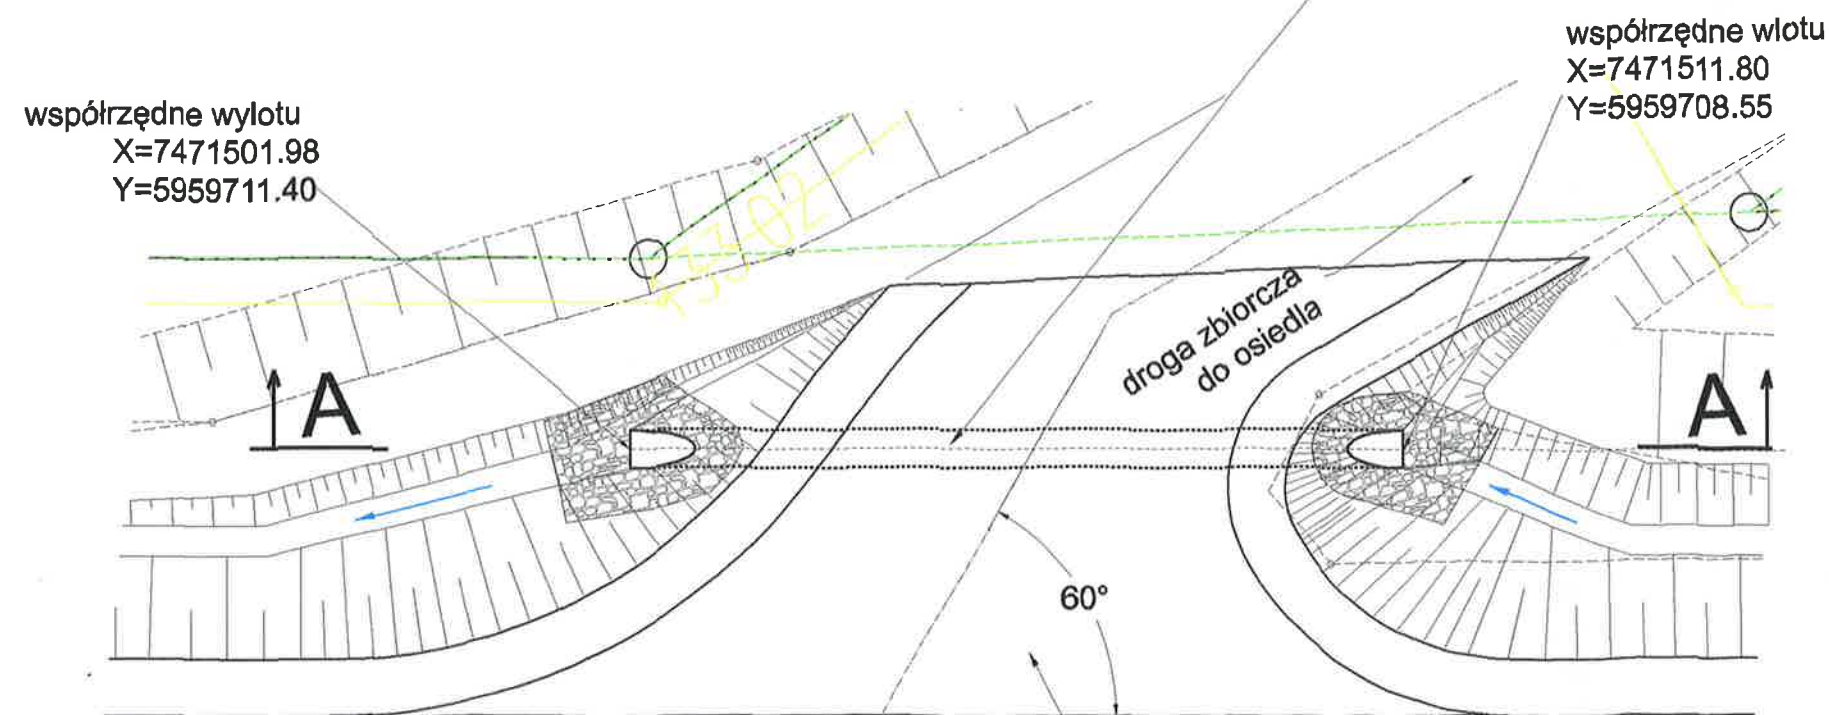 współrzędne wlotu
X=7471511.80
Y=5959708.55
współrzędne wylotu
X=7471501.98
Y=5959711.40
droga zbiorcza
do osiedla
A
A
60°